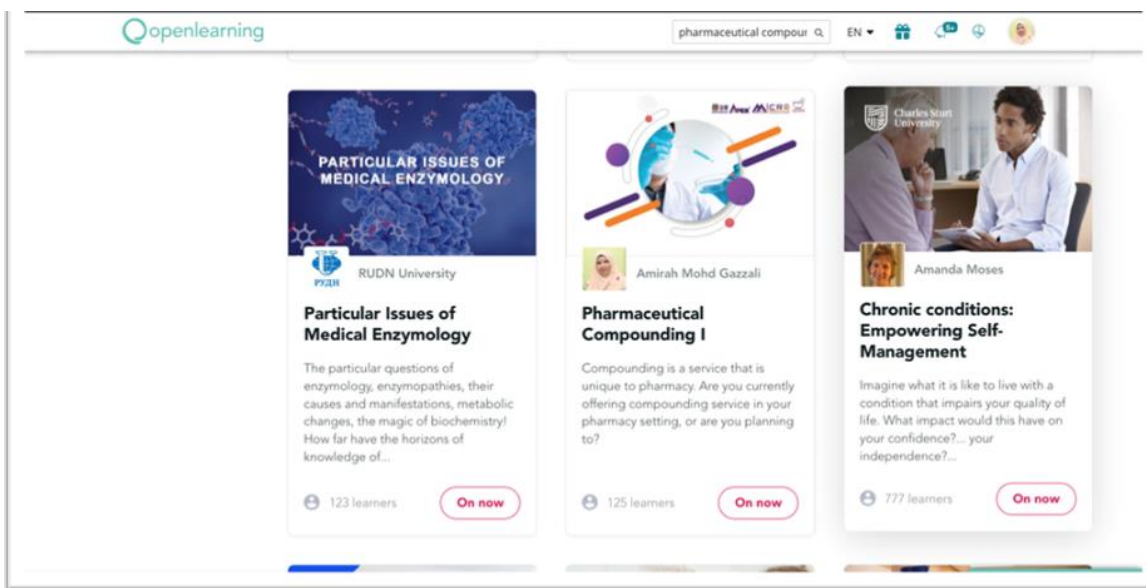 openlearning
pharmaceutical compour
EN
5+
PARTICULAR ISSUES OF
MEDICAL ENZYMOLOGY
РУДН
RUDN University
Particular Issues of
Medical Enzymology
The particular questions of
enzymology, enzymopathies, their
causes and manifestations, metabolic
changes, the magic of biochemistry!
How far have the horizons of
knowledge of...
123 learners
On now
Amirah Mohd Gazzali
Pharmaceutical
Compounding I
Compounding is a service that is
unique to pharmacy. Are you currently
offering compounding service in your
pharmacy setting, or are you planning
to?
125 learners
On now
Charles Sturt
University
Amanda Moses
Chronic conditions:
Empowering Self-
Management
Imagine what it is like to live with a
condition that impairs your quality of
life. What impact would this have on
your confidence?... your
independence?...
777 learners
On now